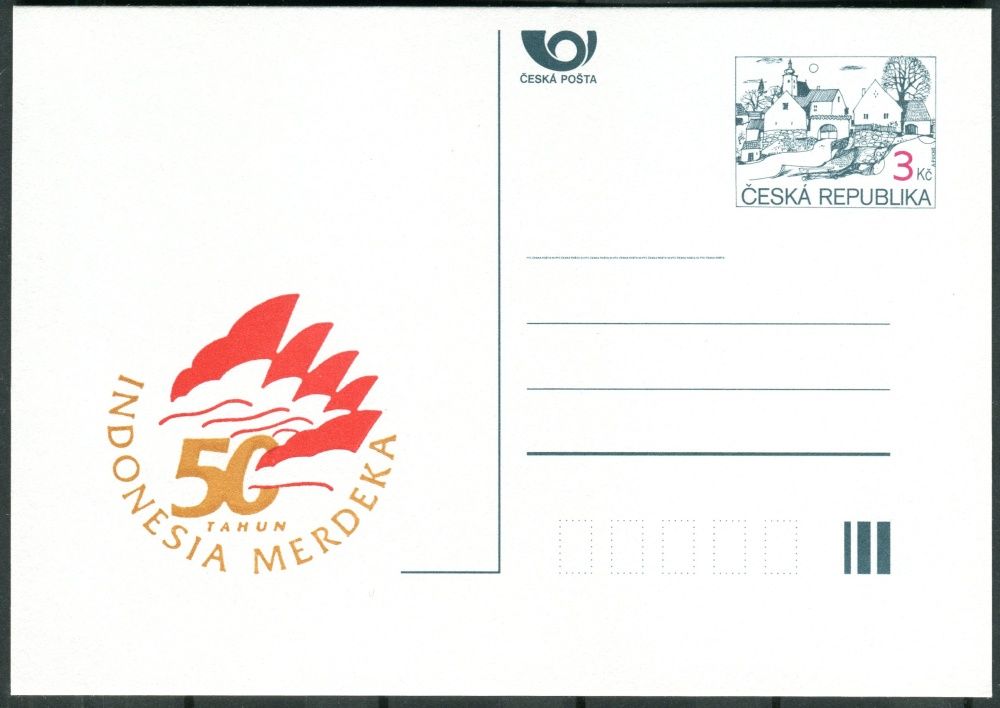 ČESKÁ POŠTA
3 Kč
ČESKÁ REPUBLIKA
50
TAHUN
INDONESIA MERDEKA